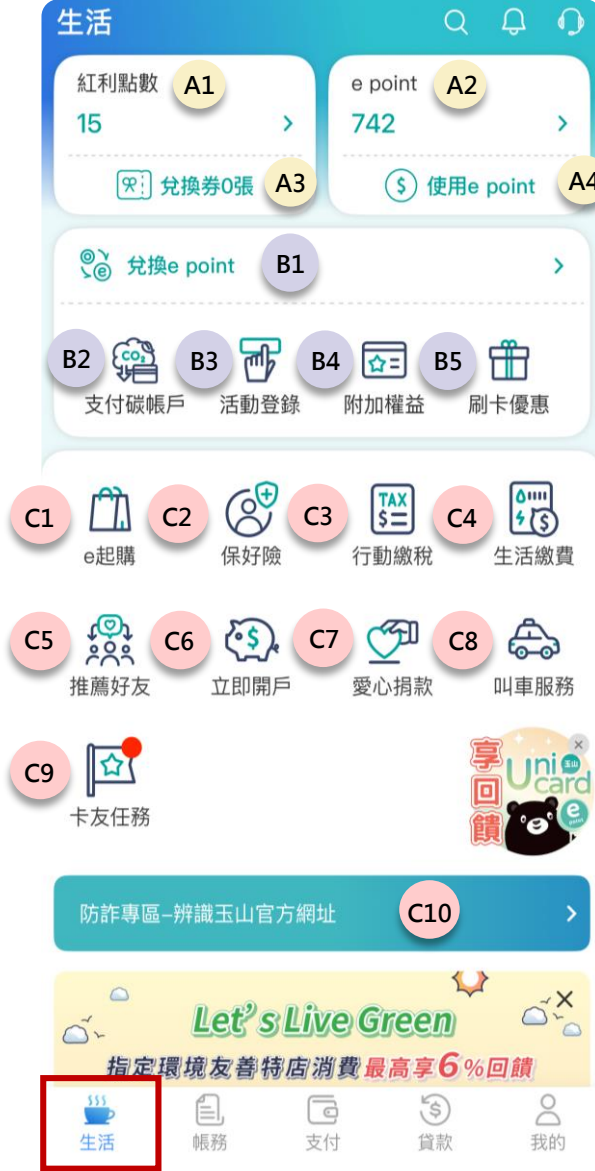 生活
紅利點數 A1
e point A2
15
742
兌換券0張 A3
$ 使用e point A4
兌換e point B1
B2 CO2 B3 B4 B5
支付碳帳戶 活動登錄 附加權益 刷卡優惠
C1 C2 C3 TAX $ C4 $
e起購 保好險 行動繳稅 生活繳費
C5 C6 $ C7 C8
推薦好友 立即開戶 愛心捐款 叫車服務
C9
卡友任務
享回饋
Uni 玉山
card
e point
防詐專區–辨識玉山官方網址 C10
Let's Live Green
指定環境友善特店消費最高享6%回饋
生活 帳務 支付 貸款 我的